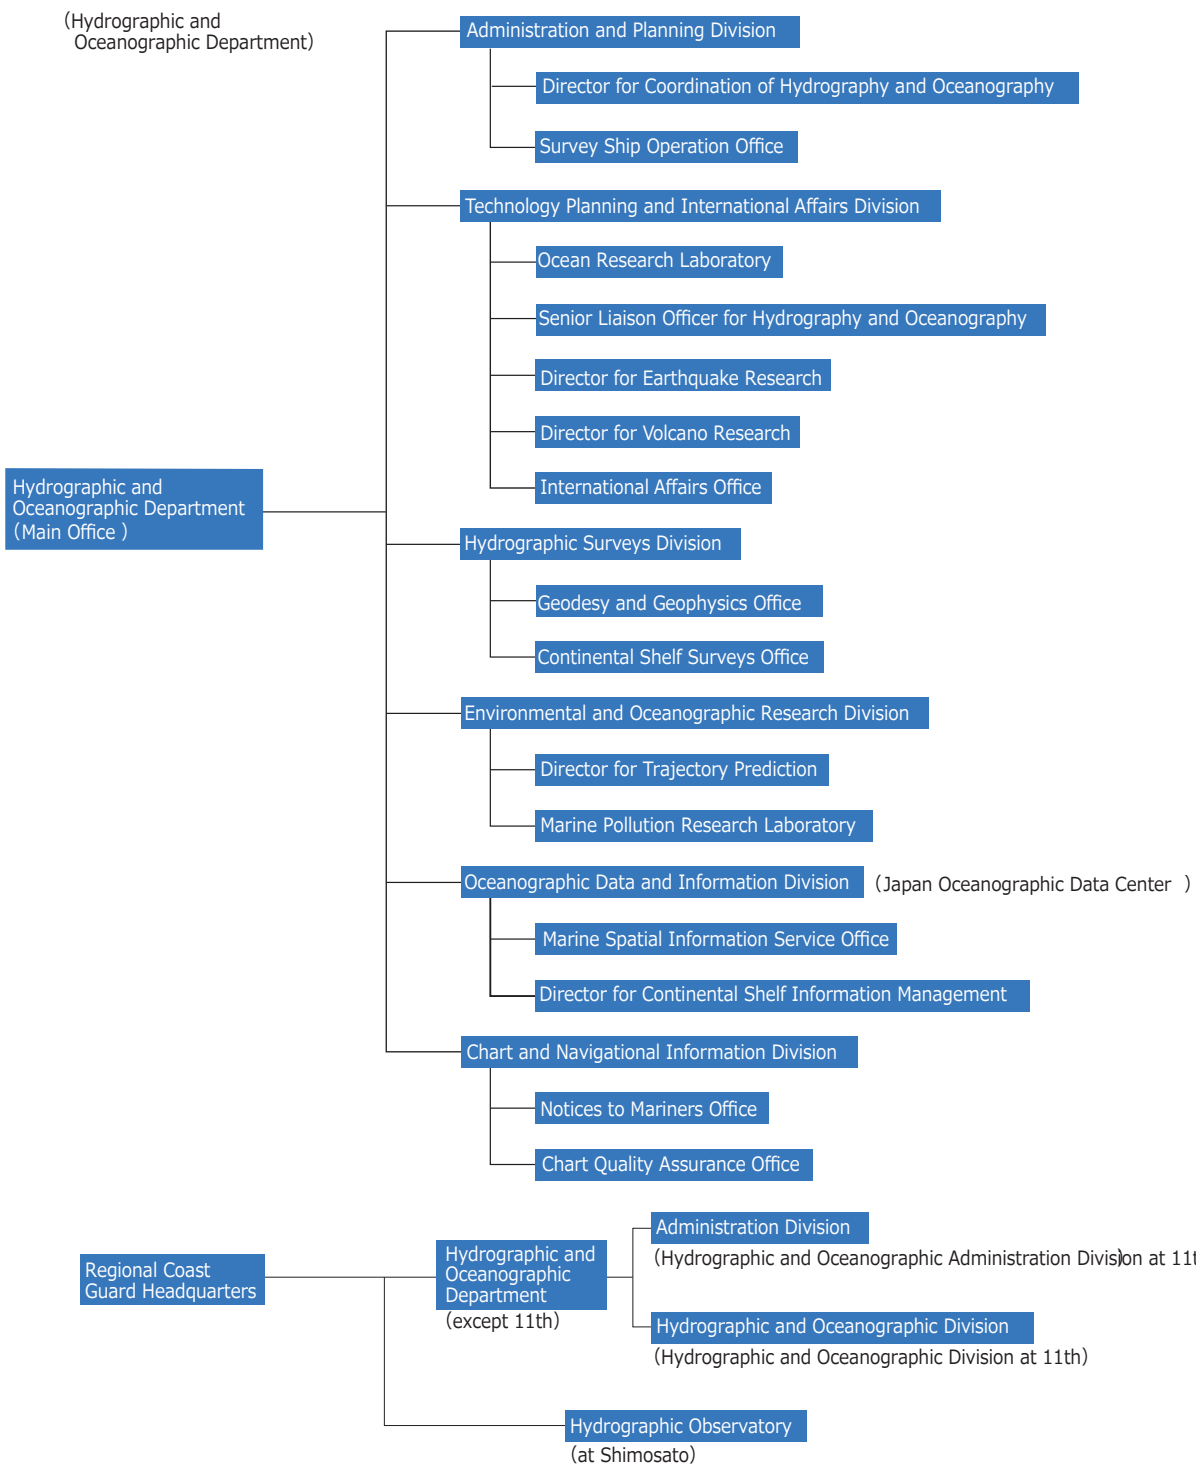 (Hydrographic and
Oceanographic Department)
Administration and Planning Division
Director for Coordination of Hydrography and Oceanography
Survey Ship Operation Office
Technology Planning and International Affairs Division
Ocean Research Laboratory
Senior Liaison Officer for Hydrography and Oceanography
Director for Earthquake Research
Director for Volcano Research
International Affairs Office
Hydrographic and
Oceanographic Department
(Main Office )
Hydrographic Surveys Division
Geodesy and Geophysics Office
Continental Shelf Surveys Office
Environmental and Oceanographic Research Division
Director for Trajectory Prediction
Marine Pollution Research Laboratory
Oceanographic Data and Information Division
(Japan Oceanographic Data Center )
Marine Spatial Information Service Office
Director for Continental Shelf Information Management
Chart and Navigational Information Division
Notices to Mariners Office
Chart Quality Assurance Office
Regional Coast
Guard Headquarters
Hydrographic and
Oceanographic
Department
(except 11th)
Administration Division
(Hydrographic and Oceanographic Administration Division at 11t
Hydrographic and Oceanographic Division
(Hydrographic and Oceanographic Division at 11th)
Hydrographic Observatory
(at Shimosato)